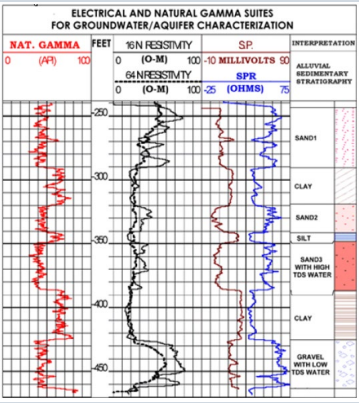 ELECTRICAL AND NATURAL GAMMA SUITES
FOR GROUNDWATER/AQUIFER CHARACTERIZATION
NAT. GAMMA
0 (API) 100
FEET
16 N RESISTIVITY
0 (O-M) 100
64 N RESISTIVITY
0 (O-M) 100
S.P.
-10 MILLIVOLTS 90
SPR
-25 (OHMS) 75
INTERPRETATION
ALLUVIAL
SEDIMENTARY
STRATIGRAPHY
-250
SAND1
-300
CLAY
SAND2
SILT
-350
SAND3
WITH HIGH
TDS WATER
-400
CLAY
GRAVEL
WITH LOW
TDS WATER
-450